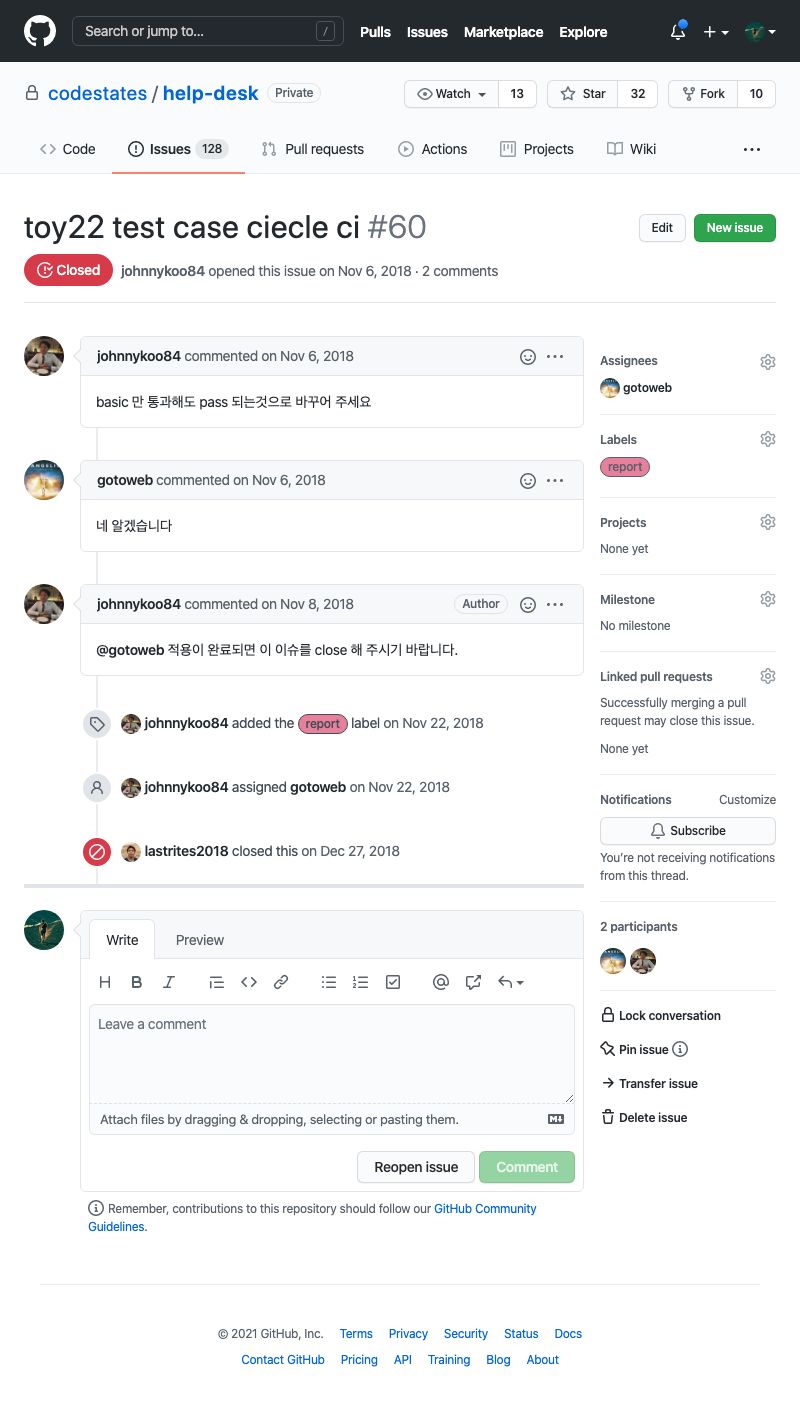 Search or jump to...
/
Pulls
Issues
Marketplace
Explore
codestates / help-desk
Private
Watch
13
Star
32
Fork
10
Code
Issues 128
Pull requests
Actions
Projects
Wiki
toy22 test case ciecle ci #60
Edit
New issue
Closed
johnnykoo84 opened this issue on Nov 6, 2018 · 2 comments
johnnykoo84 commented on Nov 6, 2018
basic 만 통과해도 pass 되는것으로 바꾸어 주세요
gotoweb commented on Nov 6, 2018
네 알겠습니다
johnnykoo84 commented on Nov 8, 2018
Author
@gotoweb 적용이 완료되면 이 이슈를 close 해 주시기 바랍니다.
johnnykoo84 added the report label on Nov 22, 2018
johnnykoo84 assigned gotoweb on Nov 22, 2018
lastrites2018 closed this on Dec 27, 2018
Write
Preview
Leave a comment
Attach files by dragging & dropping, selecting or pasting them.
Reopen issue
Comment
Remember, contributions to this repository should follow our GitHub Community
Guidelines.
Assignees
gotoweb
Labels
report
Projects
None yet
Milestone
No milestone
Linked pull requests
Successfully merging a pull
request may close this issue.
None yet
Notifications
Customize
Subscribe
You're not receiving notifications
from this thread.
2 participants
Lock conversation
Pin issue
Transfer issue
Delete issue
© 2021 GitHub, Inc.
Terms
Privacy
Security
Status
Docs
Contact GitHub
Pricing
API
Training
Blog
About